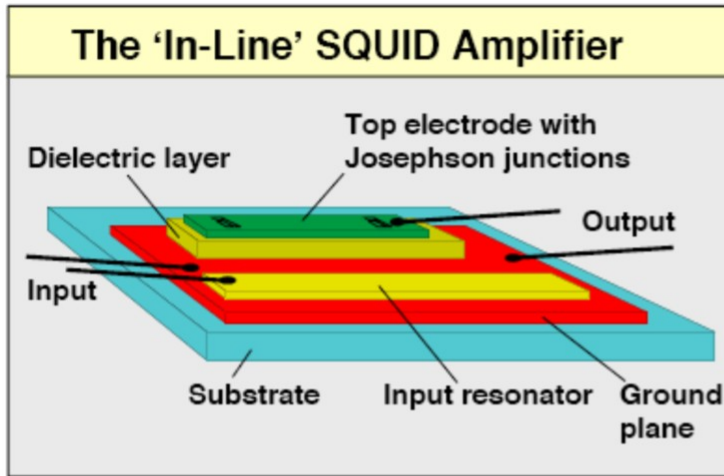 The 'In-Line' SQUID Amplifier
Top electrode with
Josephson junctions
Dielectric layer
Output
Input
Substrate
Input resonator
Ground
plane